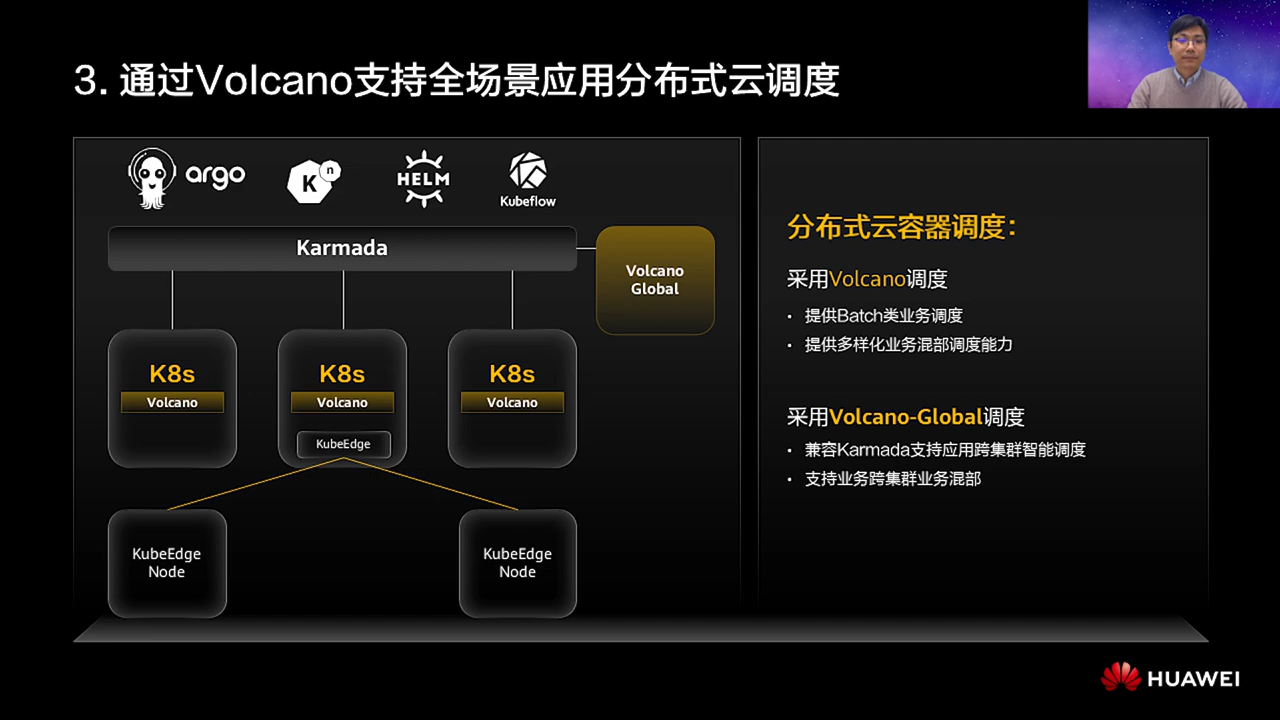 3. 通过Volcano支持全场景应用分布式云调度
argo
K n
HELM
Kubeflow
Karmada
Volcano
Global
K8s
Volcano
K8s
Volcano
KubeEdge
K8s
Volcano
KubeEdge
Node
KubeEdge
Node
分布式云容器调度：
采用Volcano调度
• 提供Batch类业务调度
• 提供多样化业务混部调度能力
采用Volcano-Global调度
• 兼容Karmada支持应用跨集群智能调度
• 支持业务跨集群业务混部
HUAWEI